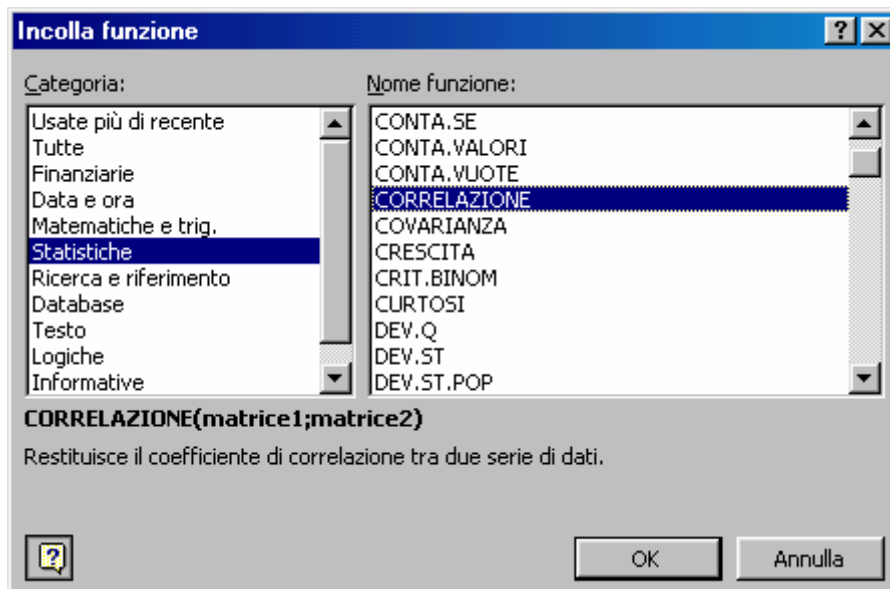 Incolla funzione
Categoria:
Usate più di recente
Tutte
Finanziarie
Data e ora
Matematiche e trig.
Statistiche
Ricerca e riferimento
Database
Testo
Logiche
Informative
Nome funzione:
CONTA.SE
CONTA.VALORI
CONTA.VUOTE
CORRELAZIONE
COVARIANZA
CRESCITA
CRIT.BINOM
CURTOSI
DEV.Q
DEV.ST
DEV.ST.POP
CORRELAZIONE(matrice1;matrice2)
Restituisce il coefficiente di correlazione tra due serie di dati.
OK
Annulla